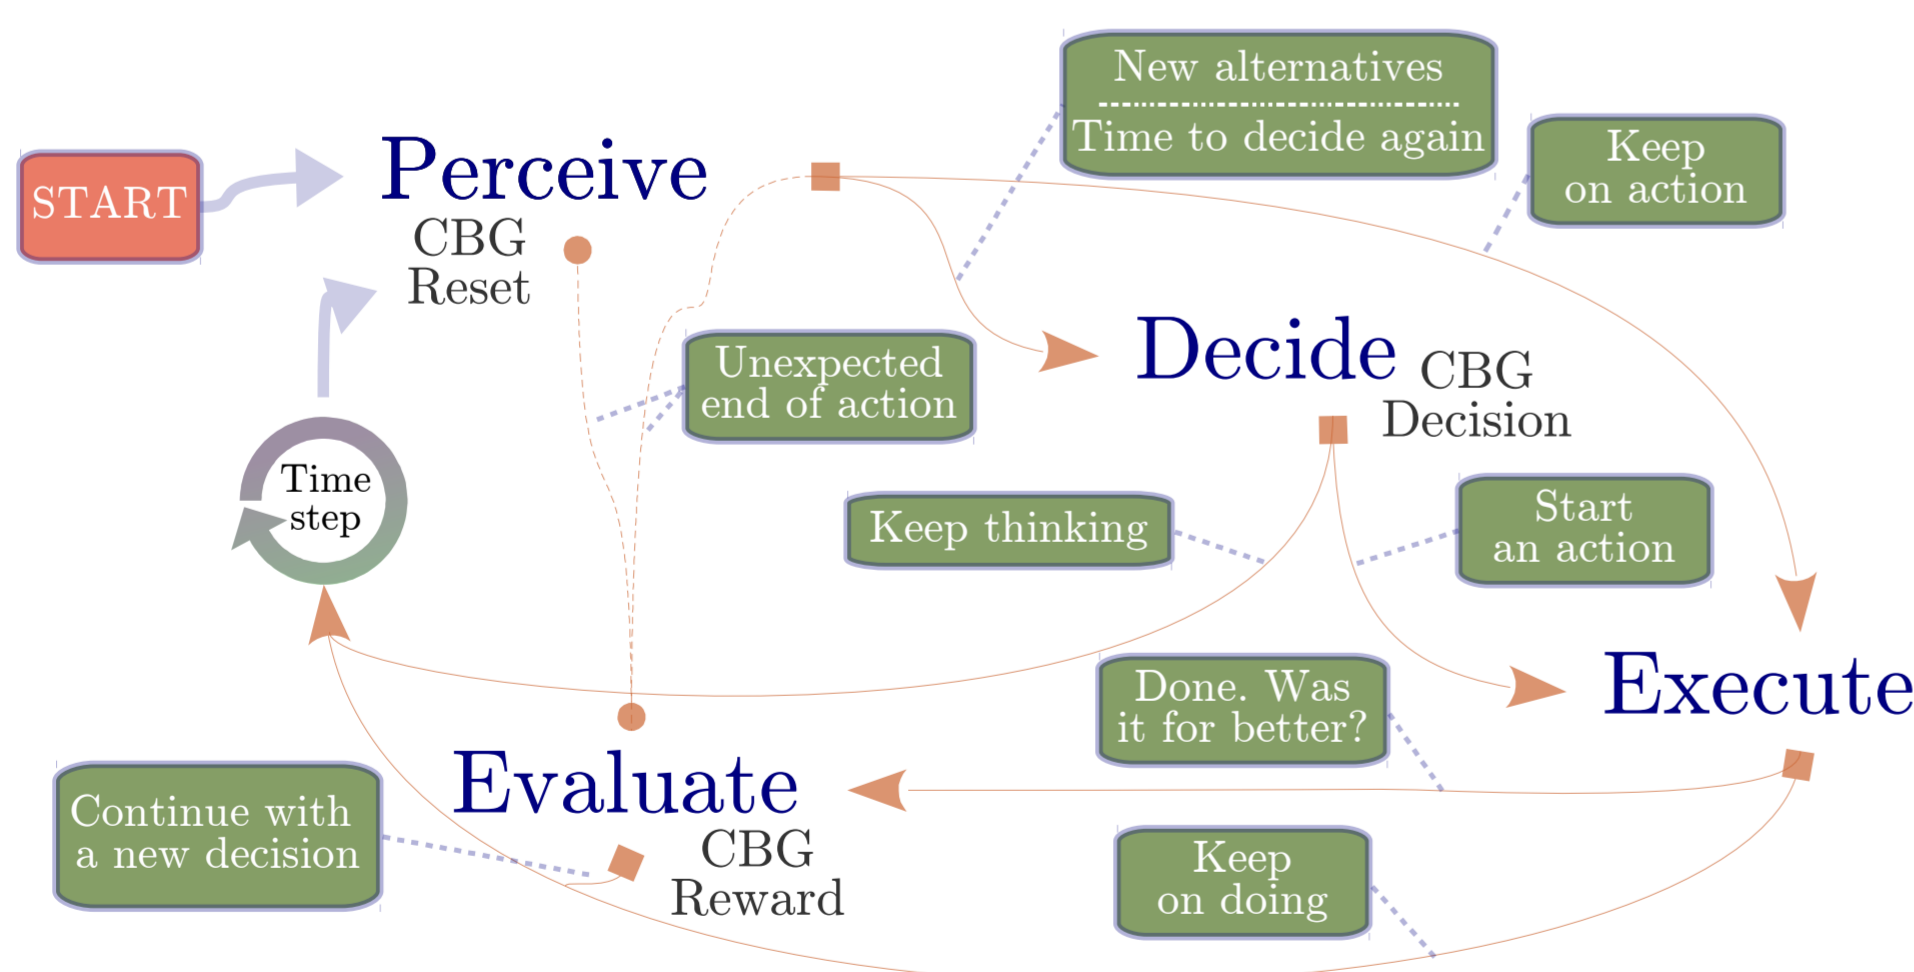 New alternatives
Time to decide again
Keep
on action
START
Perceive
CBG
Reset
Unexpected
end of action
Decide
CBG
Decision
Time
step
Keep thinking
Start
an action
Done. Was
it for better?
Execute
Evaluate
CBG
Reward
Continue with
a new decision
Keep
on doing